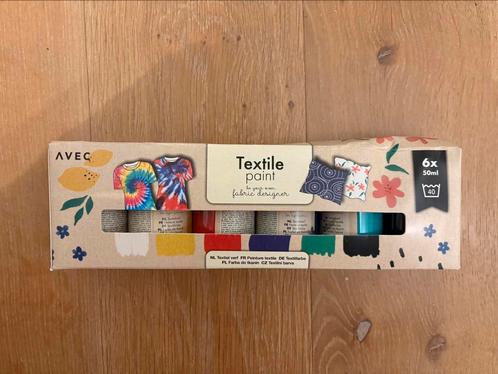 AVEC
Textile
paint
be your own
fabric designer
6x
50ml
40
NL Textiel verf FR Peinture textile DE Textilfarbe
PL Farba do tkanin CZ Textilní barva